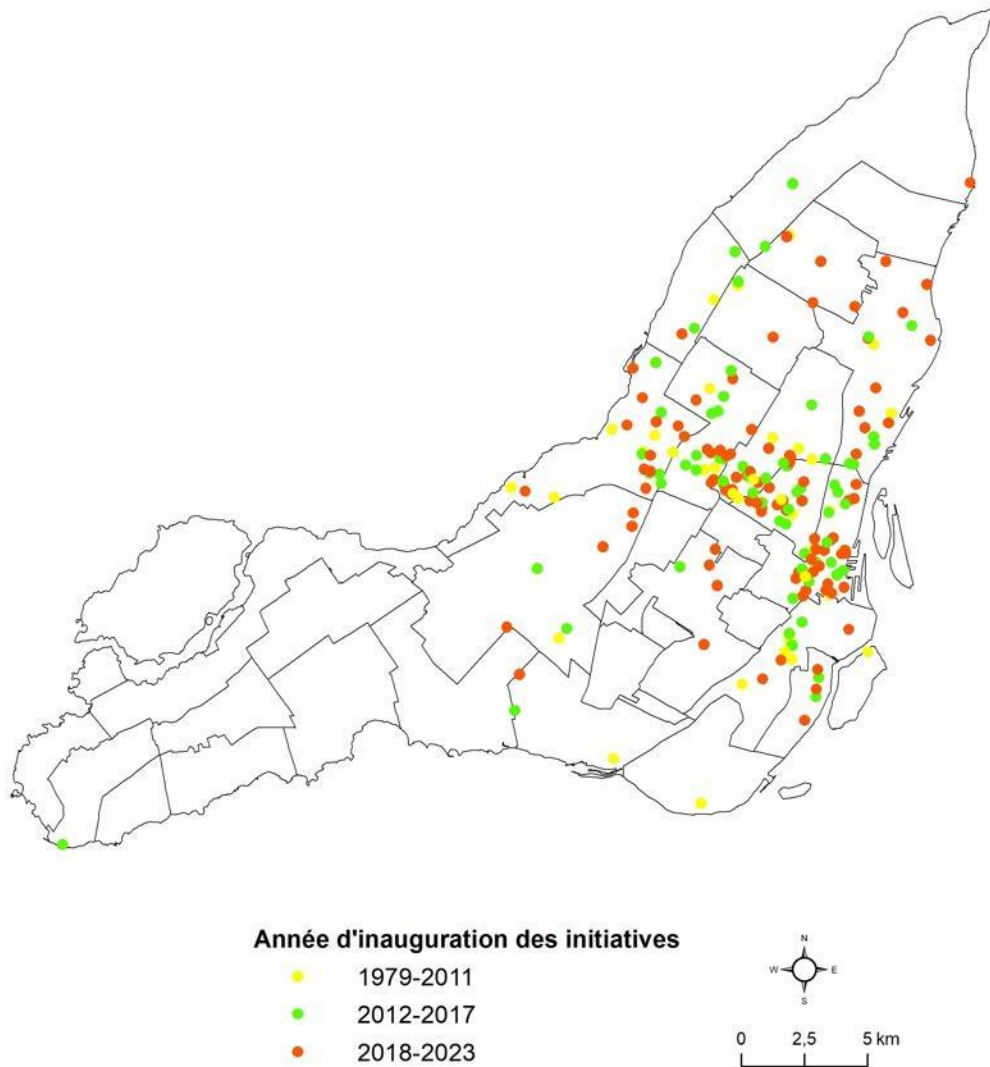 Année d'inauguration des initiatives
1979-2011
2012-2017
2018-2023
N
W E
S
0 2,5 5 km